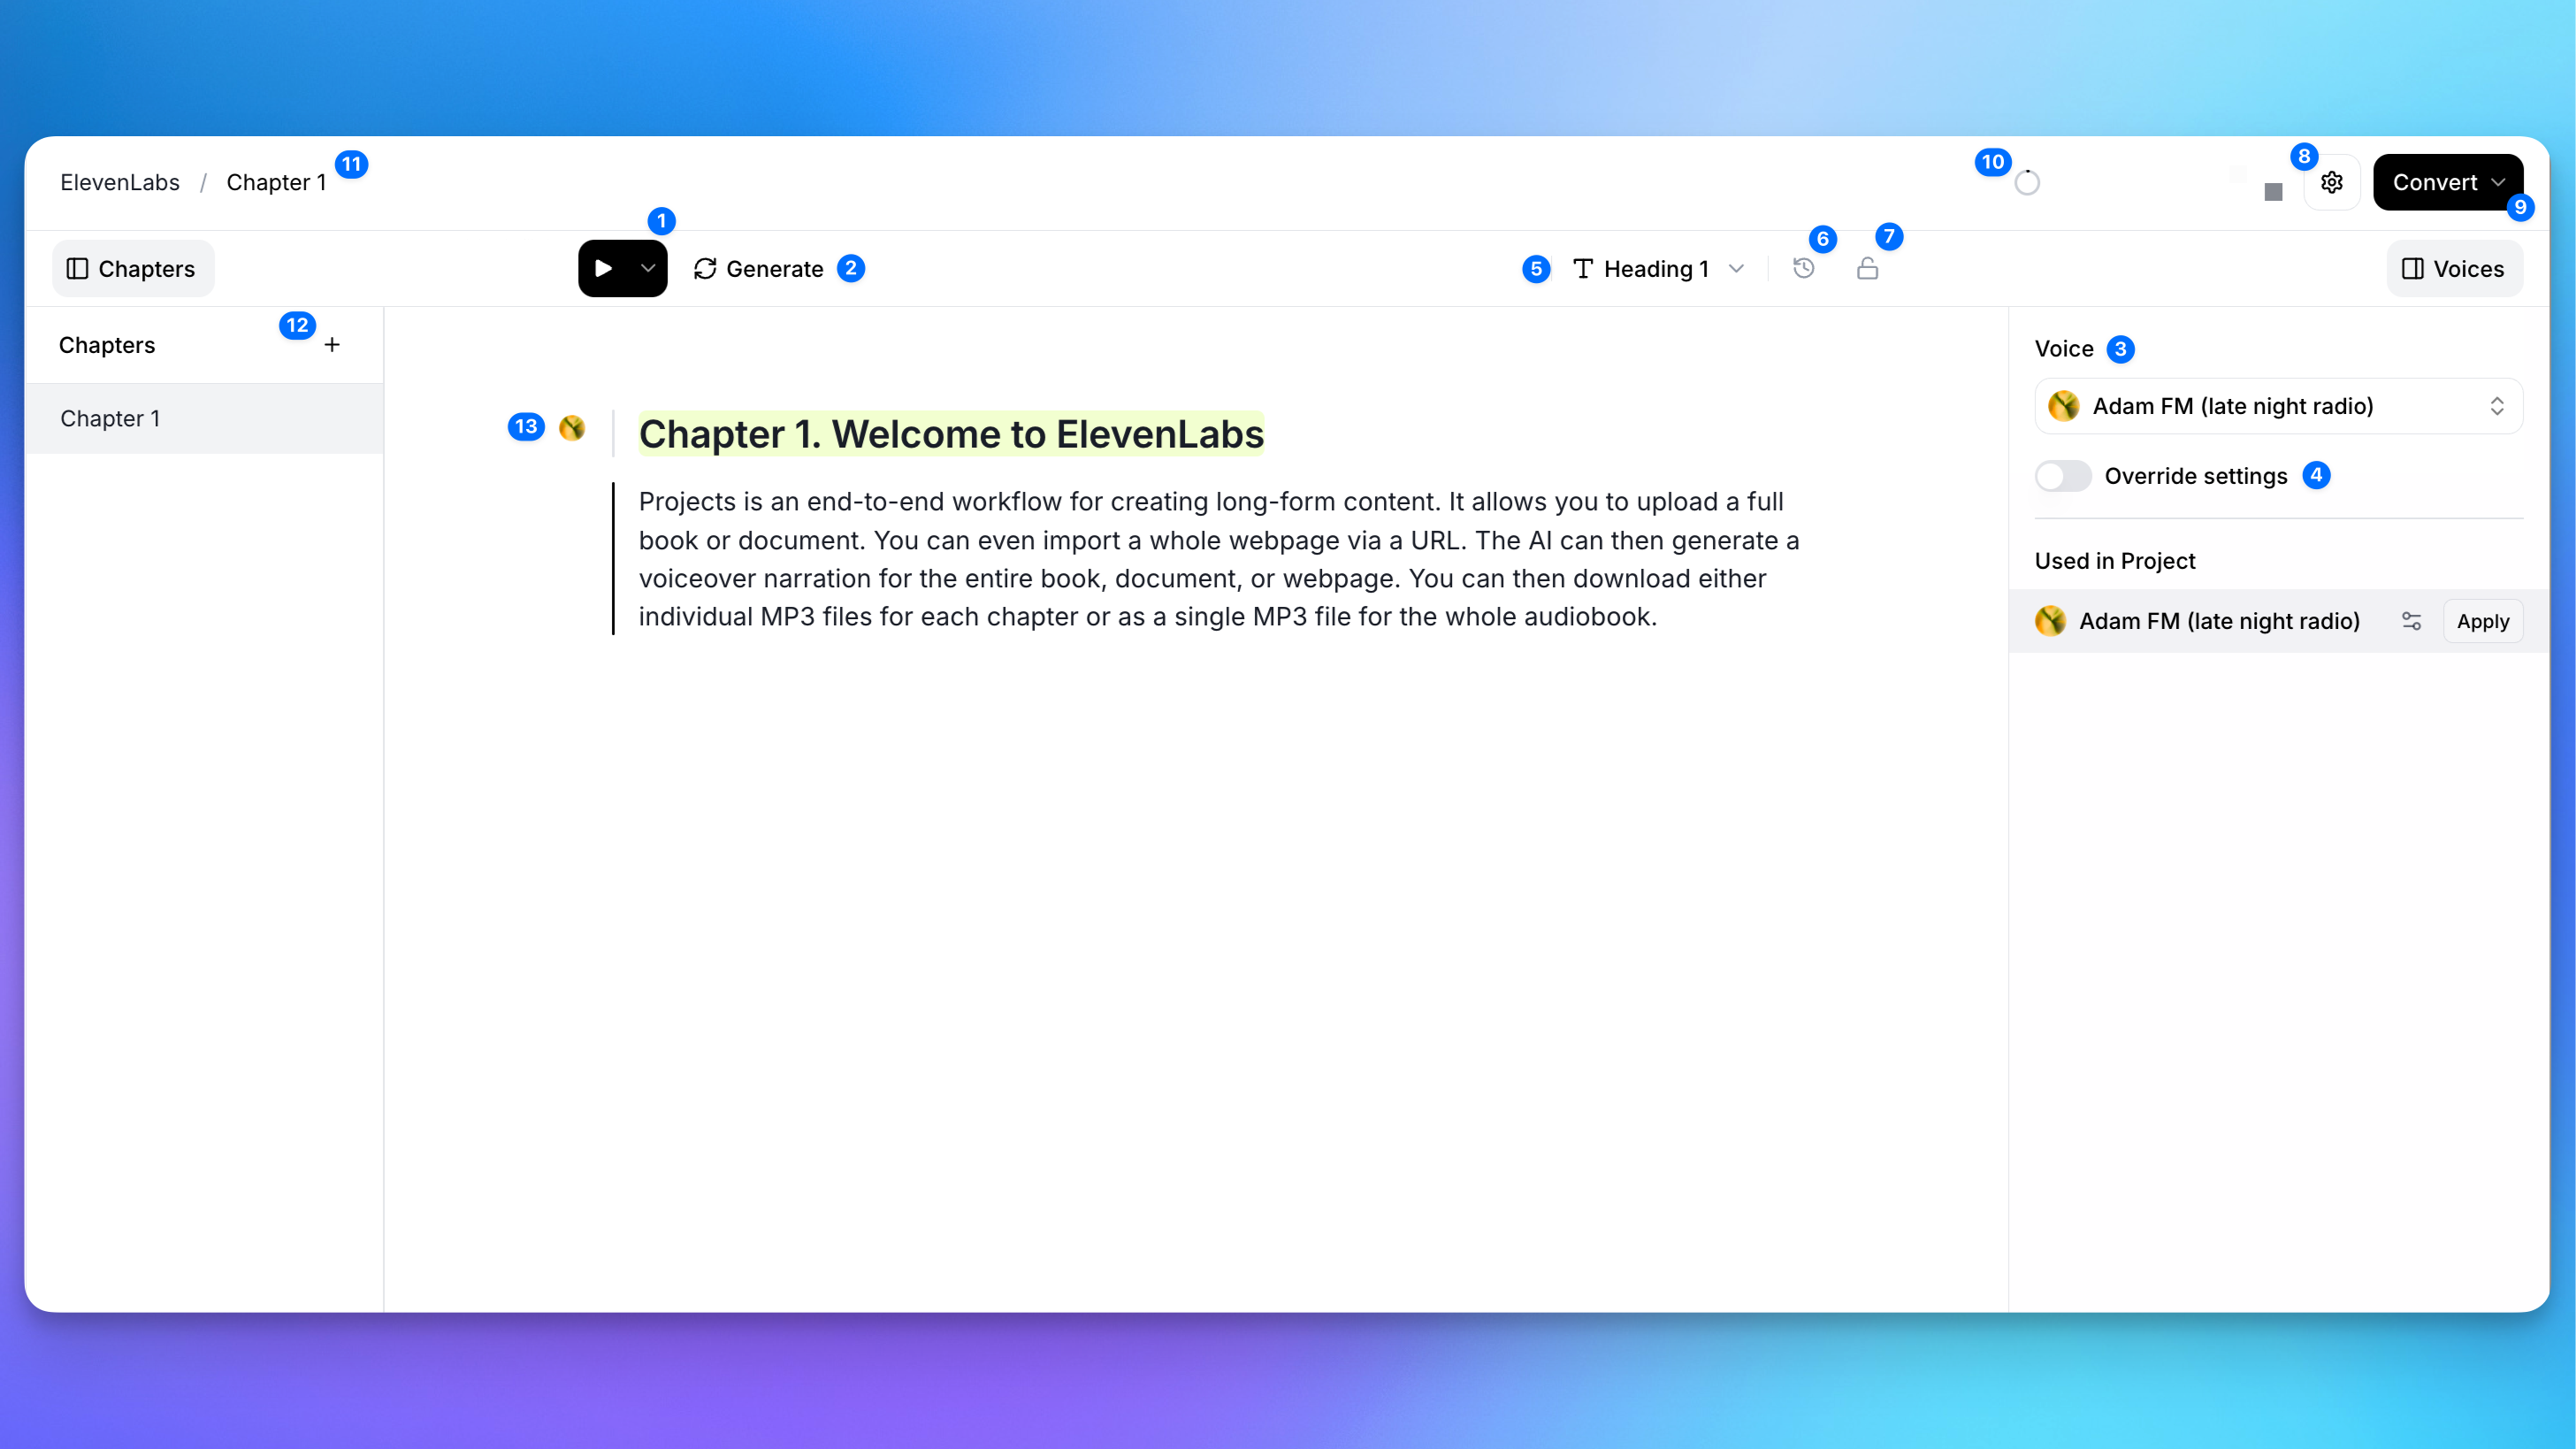 ElevenLabs / Chapter 1 11
10
8
Convert
9
Chapters
1
Generate 2
5 Heading 1
6
7
Voices
Chapters
12
+
Chapter 1
13
Chapter 1. Welcome to ElevenLabs
Projects is an end-to-end workflow for creating long-form content. It allows you to upload a full
book or document. You can even import a whole webpage via a URL. The AI can then generate a
voiceover narration for the entire book, document, or webpage. You can then download either
individual MP3 files for each chapter or as a single MP3 file for the whole audiobook.
Voice 3
Adam FM (late night radio)
Override settings 4
Used in Project
Adam FM (late night radio) Apply